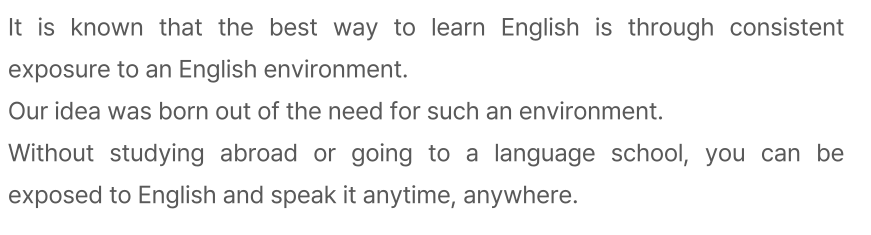 It is known that the best way to learn English is through consistent
exposure to an English environment.
Our idea was born out of the need for such an environment.
Without studying abroad or going to a language school, you can be
exposed to English and speak it anytime, anywhere.